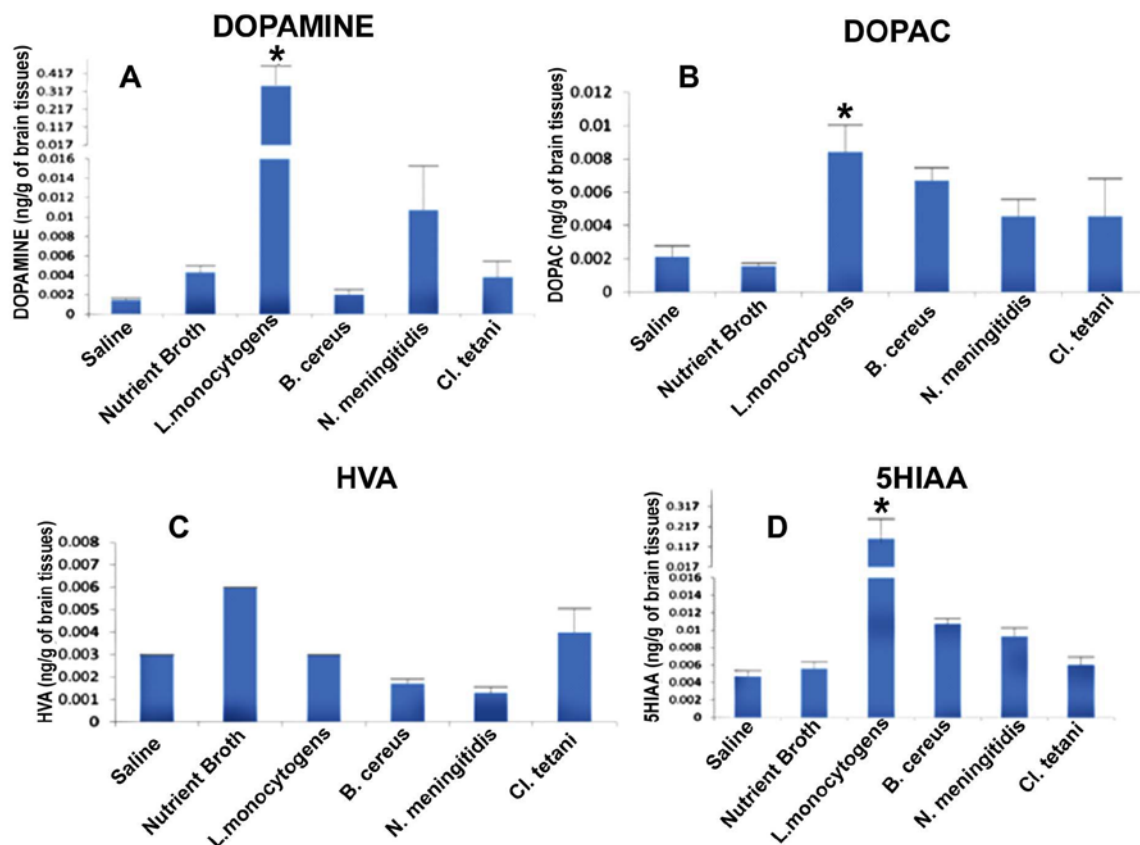 DOPAMINE
A
*
DOPAMINE (ng/g of brain tissues)
0.417
0.317
0.217
0.117
0.017
0.016
0.014
0.012
0.01
0.008
0.006
0.004
0.002
0
Saline
Nutrient Broth
L.monocytogens
B. cereus
N. meningitidis
Cl. tetani
DOPAC
B
*
DOPAC (ng/g of brain tissues)
0.012
0.01
0.008
0.006
0.004
0.002
0
Saline
Nutrient Broth
L.monocytogens
B. cereus
N. meningitidis
Cl. tetani
HVA
C
HVA (ng/g of brain tissues)
0.008
0.007
0.006
0.005
0.004
0.003
0.002
0.001
0
Saline
Nutrient Broth
L.monocytogens
B. cereus
N. meningitidis
Cl. tetani
5HIAA
D
*
5HIAA (ng/g of brain tissues)
0.317
0.217
0.117
0.017
0.016
0.014
0.012
0.01
0.008
0.006
0.004
0.002
0
Saline
Nutrient Broth
L.monocytogens
B. cereus
N. meningitidis
Cl. tetani